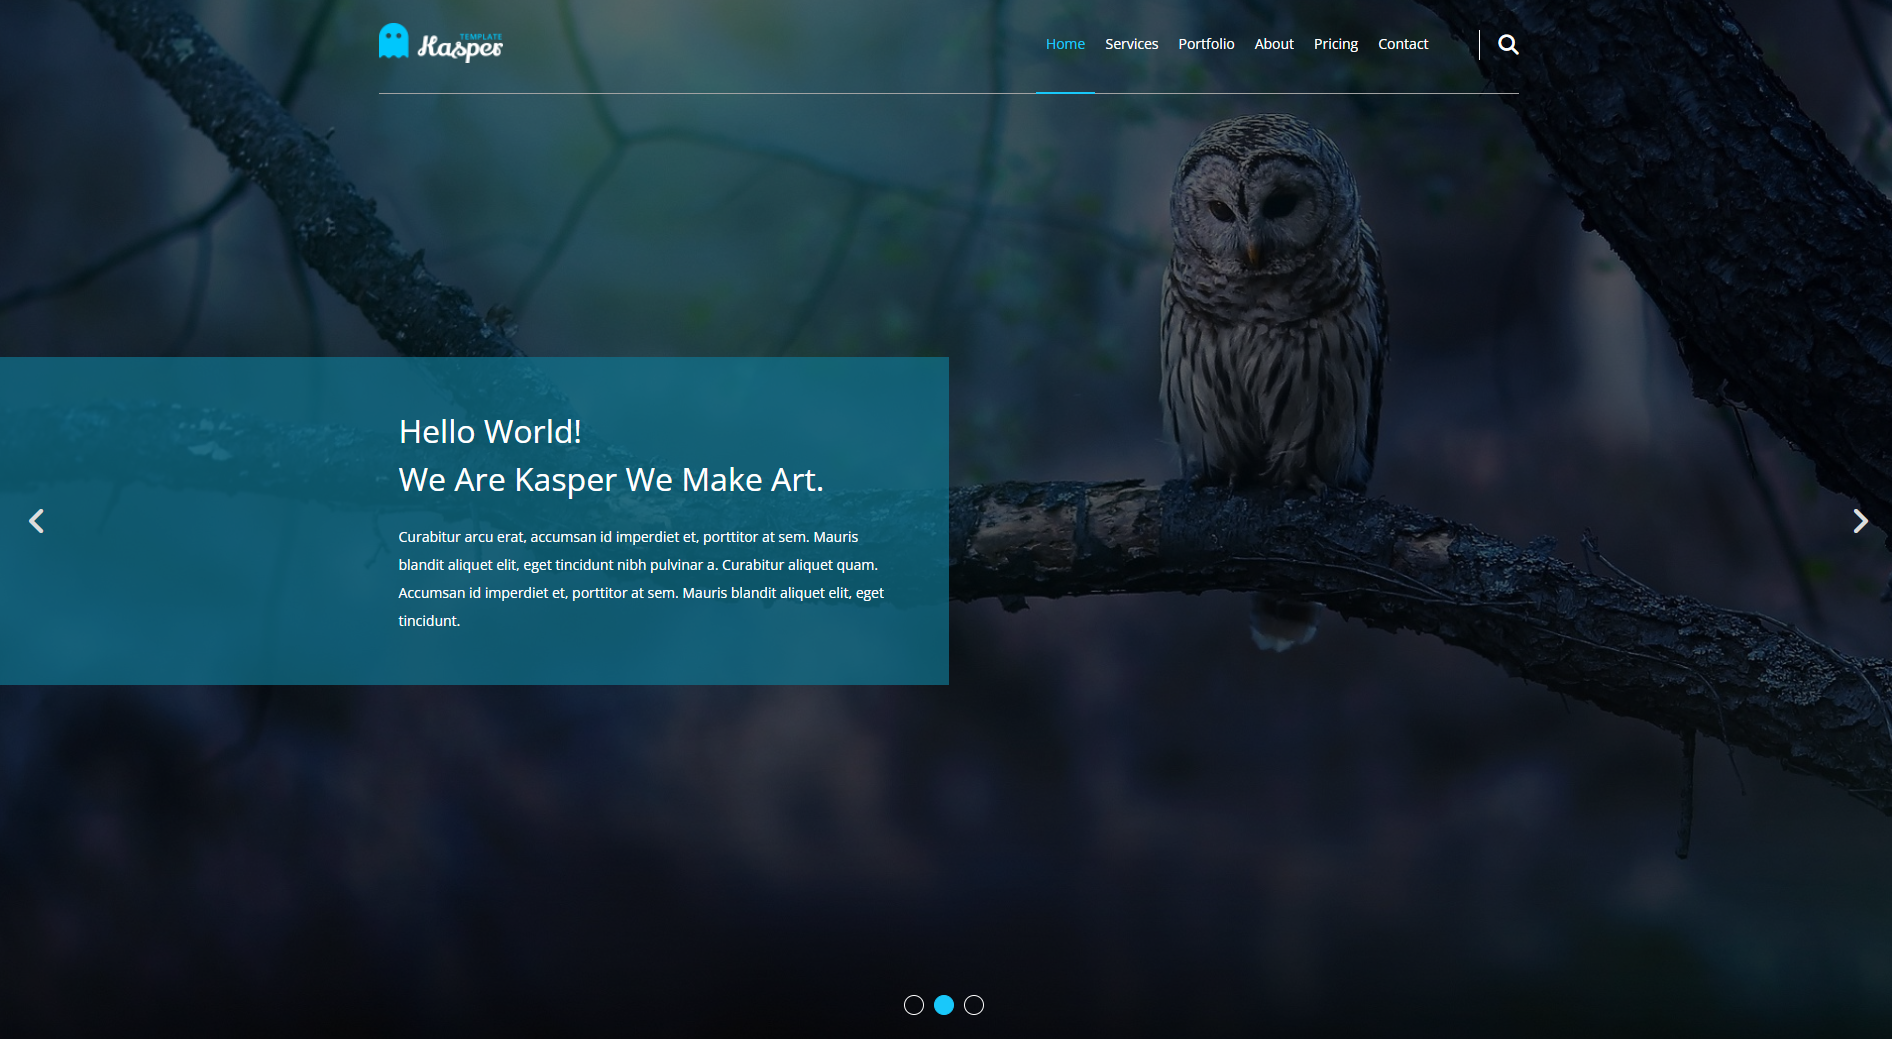 TEMPLATE
Kasper
Home Services Portfolio About Pricing Contact
Hello World!
We Are Kasper We Make Art.
Curabitur arcu erat, accumsan id imperdiet et, porttitor at sem. Mauris
blandit aliquet elit, eget tincidunt nibh pulvinar a. Curabitur aliquet quam.
Accumsan id imperdiet et, porttitor at sem. Mauris blandit aliquet elit, eget
tincidunt.